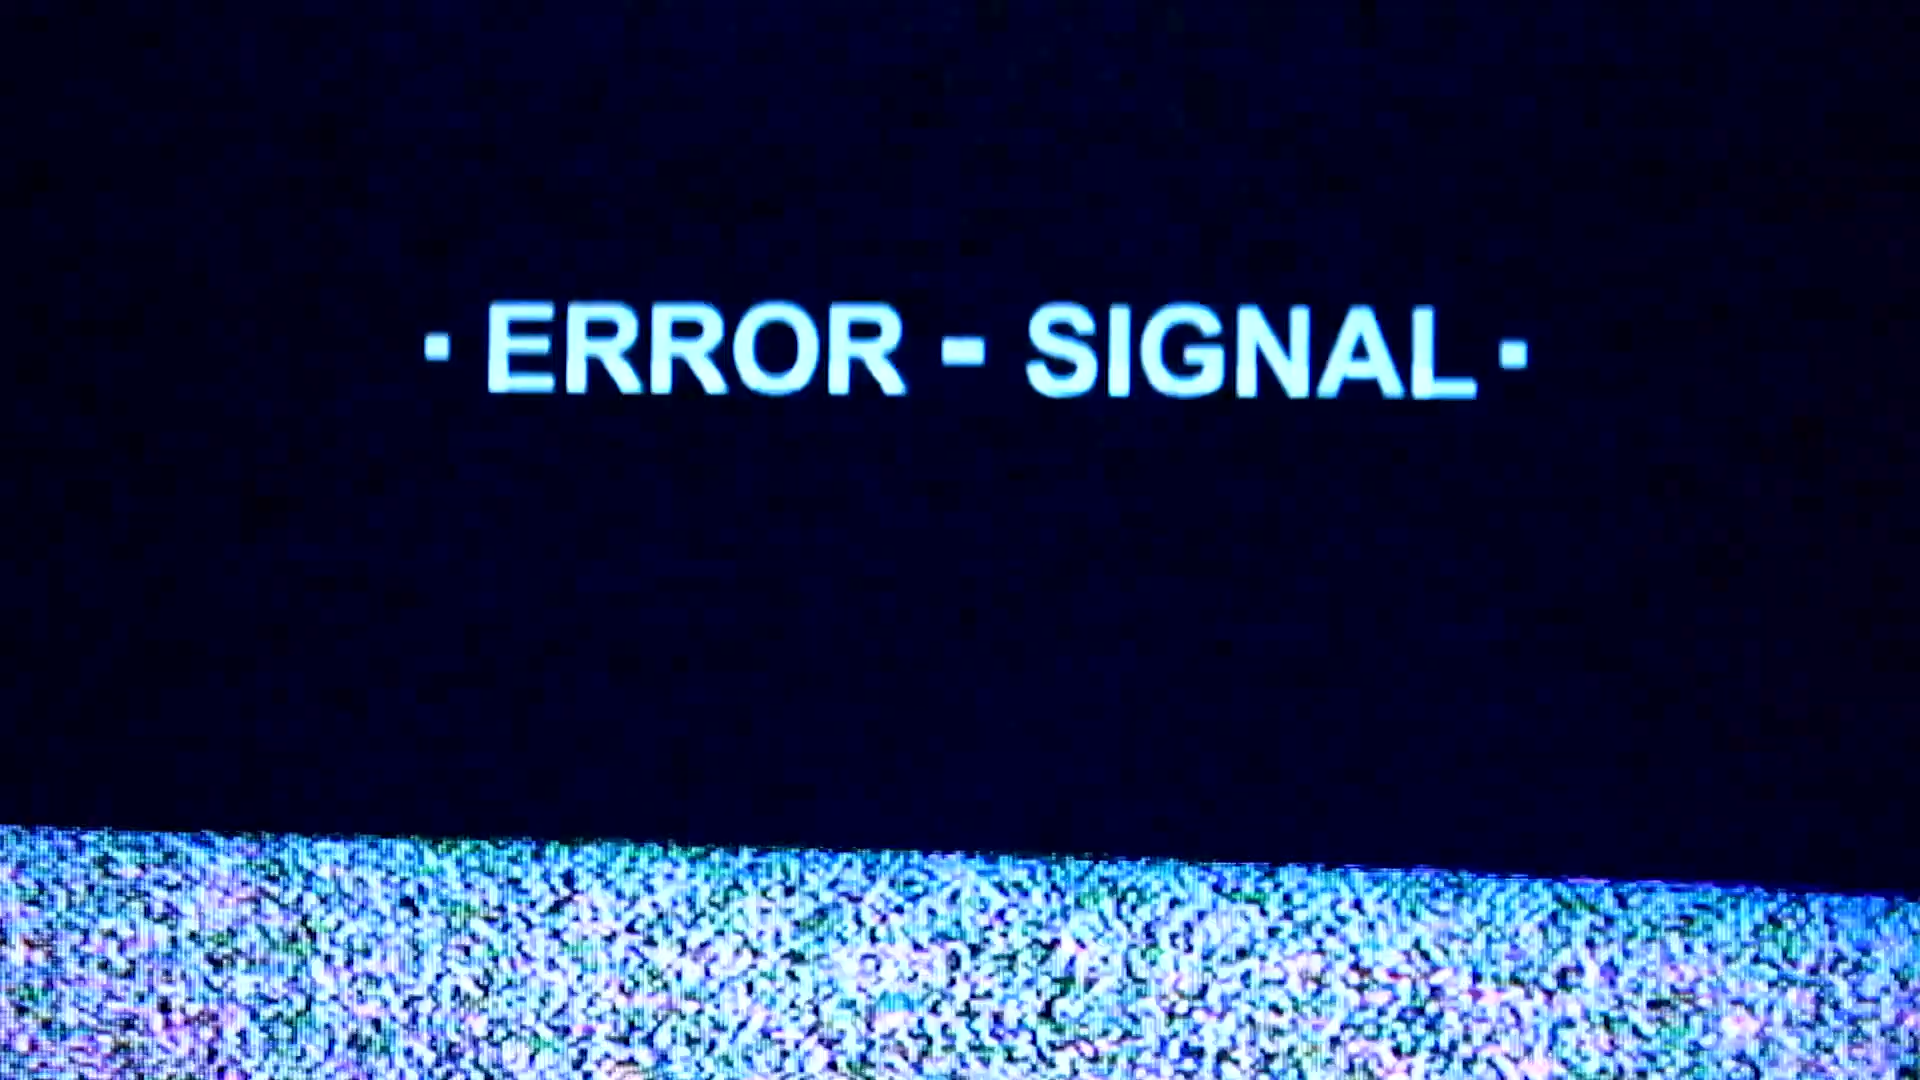 · ERROR - SIGNAL ·